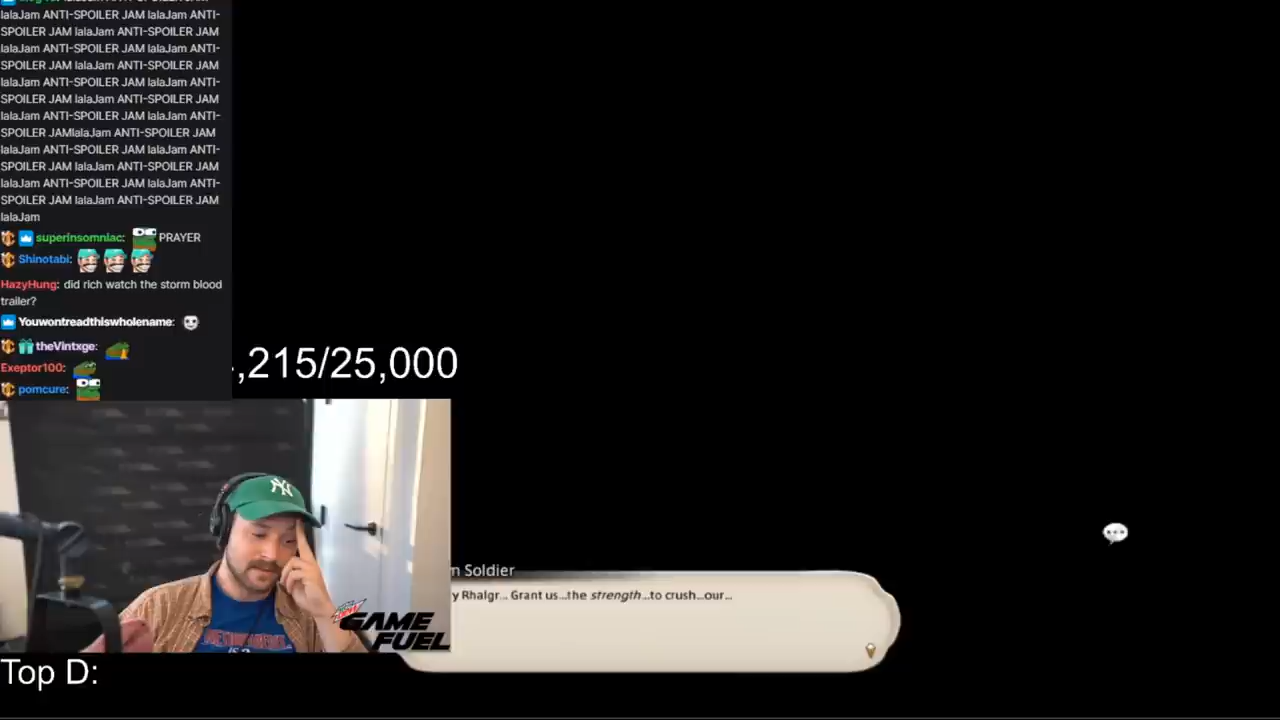 lalaJam ANTI-SPOILER JAM lalaJam ANTI-
SPOILER JAM lalaJam ANTI-SPOILER JAM
lalaJam ANTI-SPOILER JAM lalaJam ANTI-
SPOILER JAM lalaJam ANTI-SPOILER JAM
lalaJam ANTI-SPOILER JAM lalaJam ANTI-
SPOILER JAM lalaJam ANTI-SPOILER JAM
lalaJam ANTI-SPOILER JAM lalaJam ANTI-
SPOILER JAMlalaJam ANTI-SPOILER JAM
lalaJam ANTI-SPOILER JAM lalaJam ANTI-
SPOILER JAM lalaJam ANTI-SPOILER JAM
lalaJam ANTI-SPOILER JAM lalaJam ANTI-
SPOILER JAM lalaJam ANTI-SPOILER JAM
lalaJam
superinsomniac: PRAYER
Shinotabi:
HazyHung: did rich watch the storm blood
trailer?
Youwontreadthiswholename:
theVintxge:
Exeptor100:
pomcure:
,215/25,000
NY
GAME
FUEL
Soldier
Rhalgr... Grant us...the strength...to crush...our...
Top D: